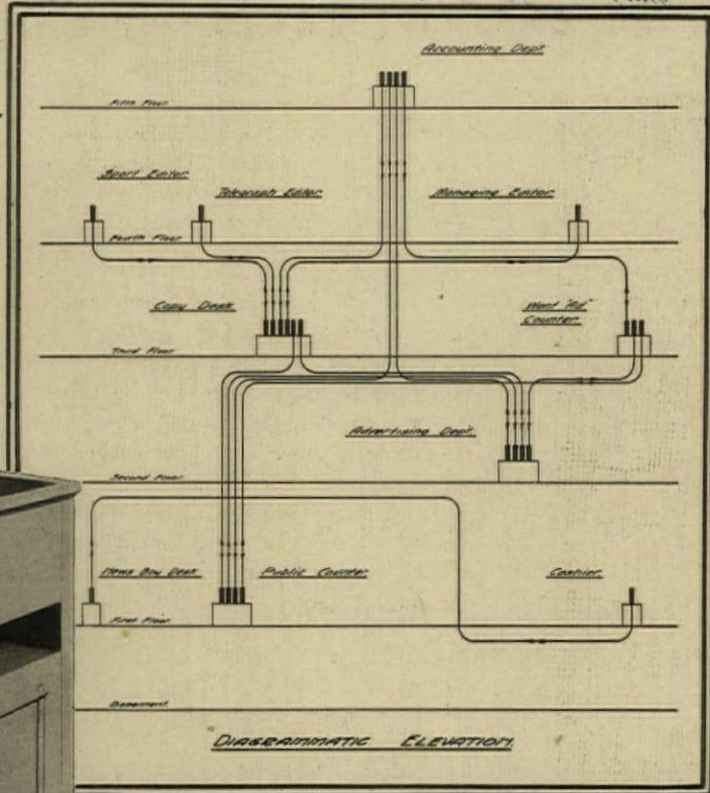 Accounting Dept
Fifth Floor
Sport Editor
Telegraph Editor
Managing Editor
Fourth Floor
Copy Desk
Want "Ad"
Counter
Third Floor
Advertising Dept.
Second Floor
News Boy Desk
Public Counter
Cashier
First Floor
Basement
DIAGRAMMATIC ELEVATION.